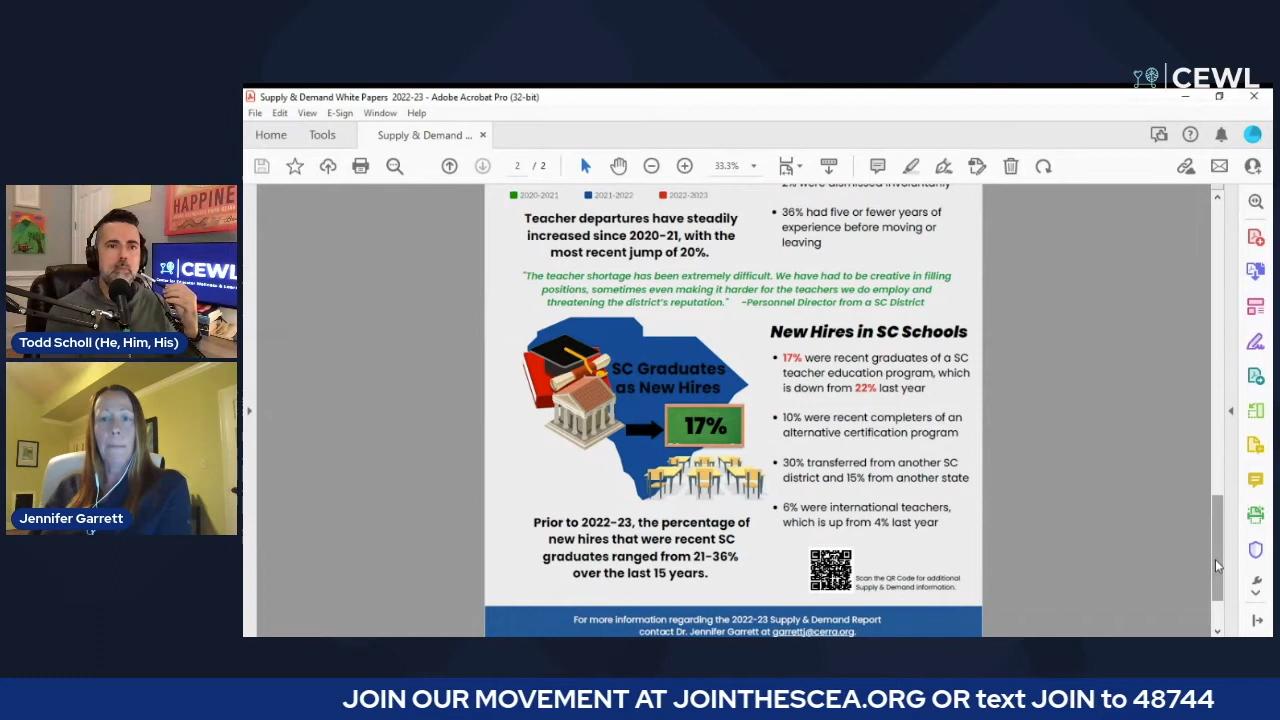 CEWL
Supply & Demand White Papers 2022-23 - Adobe Acrobat Pro (32-bit)
File Edit View E-Sign Window Help
Home Tools Supply & Demand ... ×
2 / 2 33.3%
2020-2021 2021-2022 2022-2023
Teacher departures have steadily
increased since 2020-21, with the
most recent jump of 20%.
2% were dismissed involuntarily
• 36% had five or fewer years of
experience before moving or
leaving
"The teacher shortage has been extremely difficult. We have had to be creative in filling
positions, sometimes even making it harder for the teachers we do employ and
threatening the district's reputation." -Personnel Director from a SC District
SC Graduates
as New Hires
17%
Prior to 2022-23, the percentage of
new hires that were recent SC
graduates ranged from 21-36%
over the last 15 years.
New Hires in SC Schools
• 17% were recent graduates of a SC
teacher education program, which
is down from 22% last year
• 10% were recent completers of an
alternative certification program
• 30% transferred from another SC
district and 15% from another state
• 6% were international teachers,
which is up from 4% last year
Scan the QR Code for additional
Supply & Demand information.
For more information regarding the 2022-23 Supply & Demand Report
contact Dr. Jennifer Garrett at garrettj@cerra.org.
HAPPINE
CEWL
Todd Scholl (He, Him, His)
Jennifer Garrett
JOIN OUR MOVEMENT AT JOINTHESCEA.ORG OR text JOIN to 48744